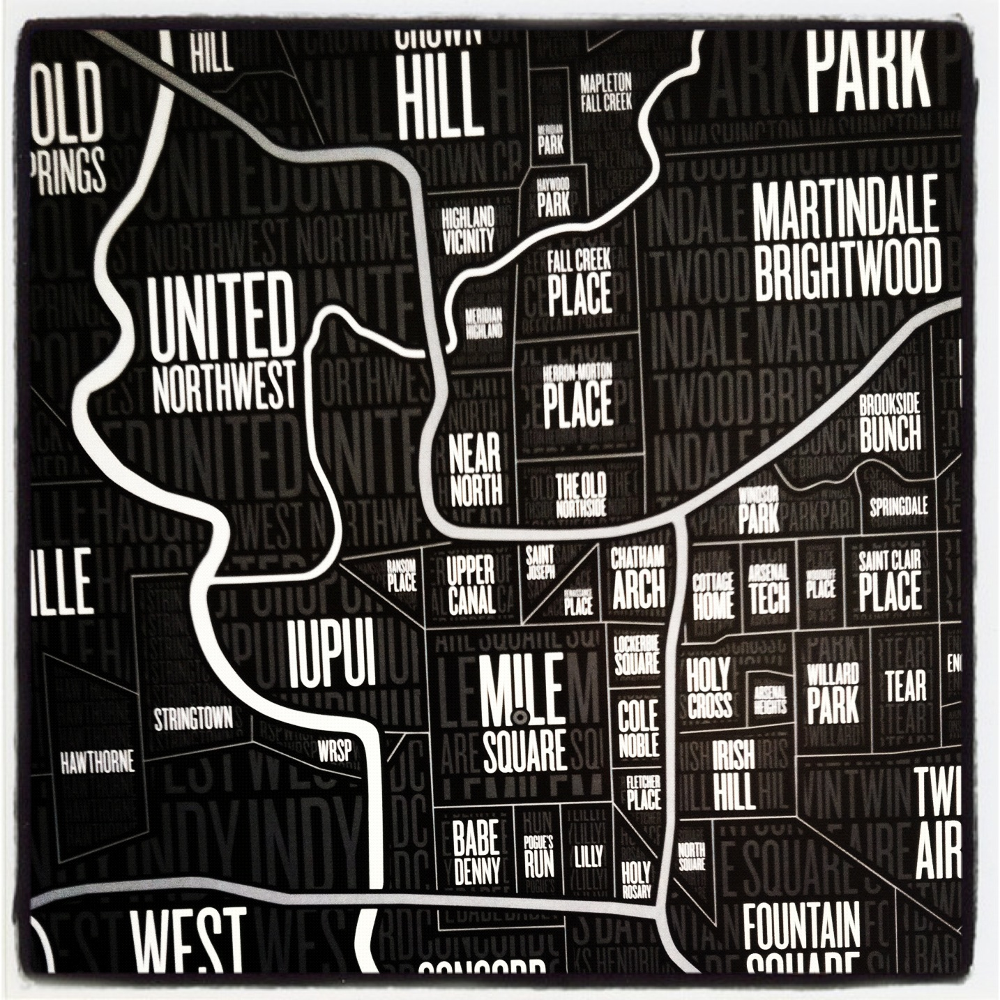 HILL
CROWN
HILL
PARK
OLD
PRINGS
MAPLETON
FALL CREEK
MERIDIAN
PARK
HAYWOOD
PARK
HIGHLAND
VICINITY
MARTINDALE
BRIGHTWOOD
FALL CREEK
PLACE
UNITED
NORTHWEST
MERIDIAN
HIGHLAND
HERRON-MORTON
PLACE
BROOKSIDE
BUNCH
NEAR
NORTH
THE OLD
NORTHSIDE
WINDSOR
PARK
SPRINGDALE
ILLE
RANSOM
PLACE
UPPER
CANAL
SAINT
JOSEPH
RENAISSANCE
PLACE
CHATHAM
ARCH
COTTAGE
HOME
ARSENAL
TECH
WOODRUFF
PLACE
SAINT CLAIR
PLACE
IUPUI
MILE
SQUARE
LOCKERBIE
SQUARE
HOLY
CROSS
ARSENAL
HEIGHTS
WILLARD
PARK
TEAR
EN
STRINGTOWN
HAWTHORNE
WRSP
COLE
NOBLE
IRISH
HILL
FLETCHER
PLACE
TWI
AIR
BABE
DENNY
POGUE'S
RUN
LILLY
HOLY
ROSARY
NORTH
SQUARE
WEST
CONCORD
FOUNTAIN
SQUARE